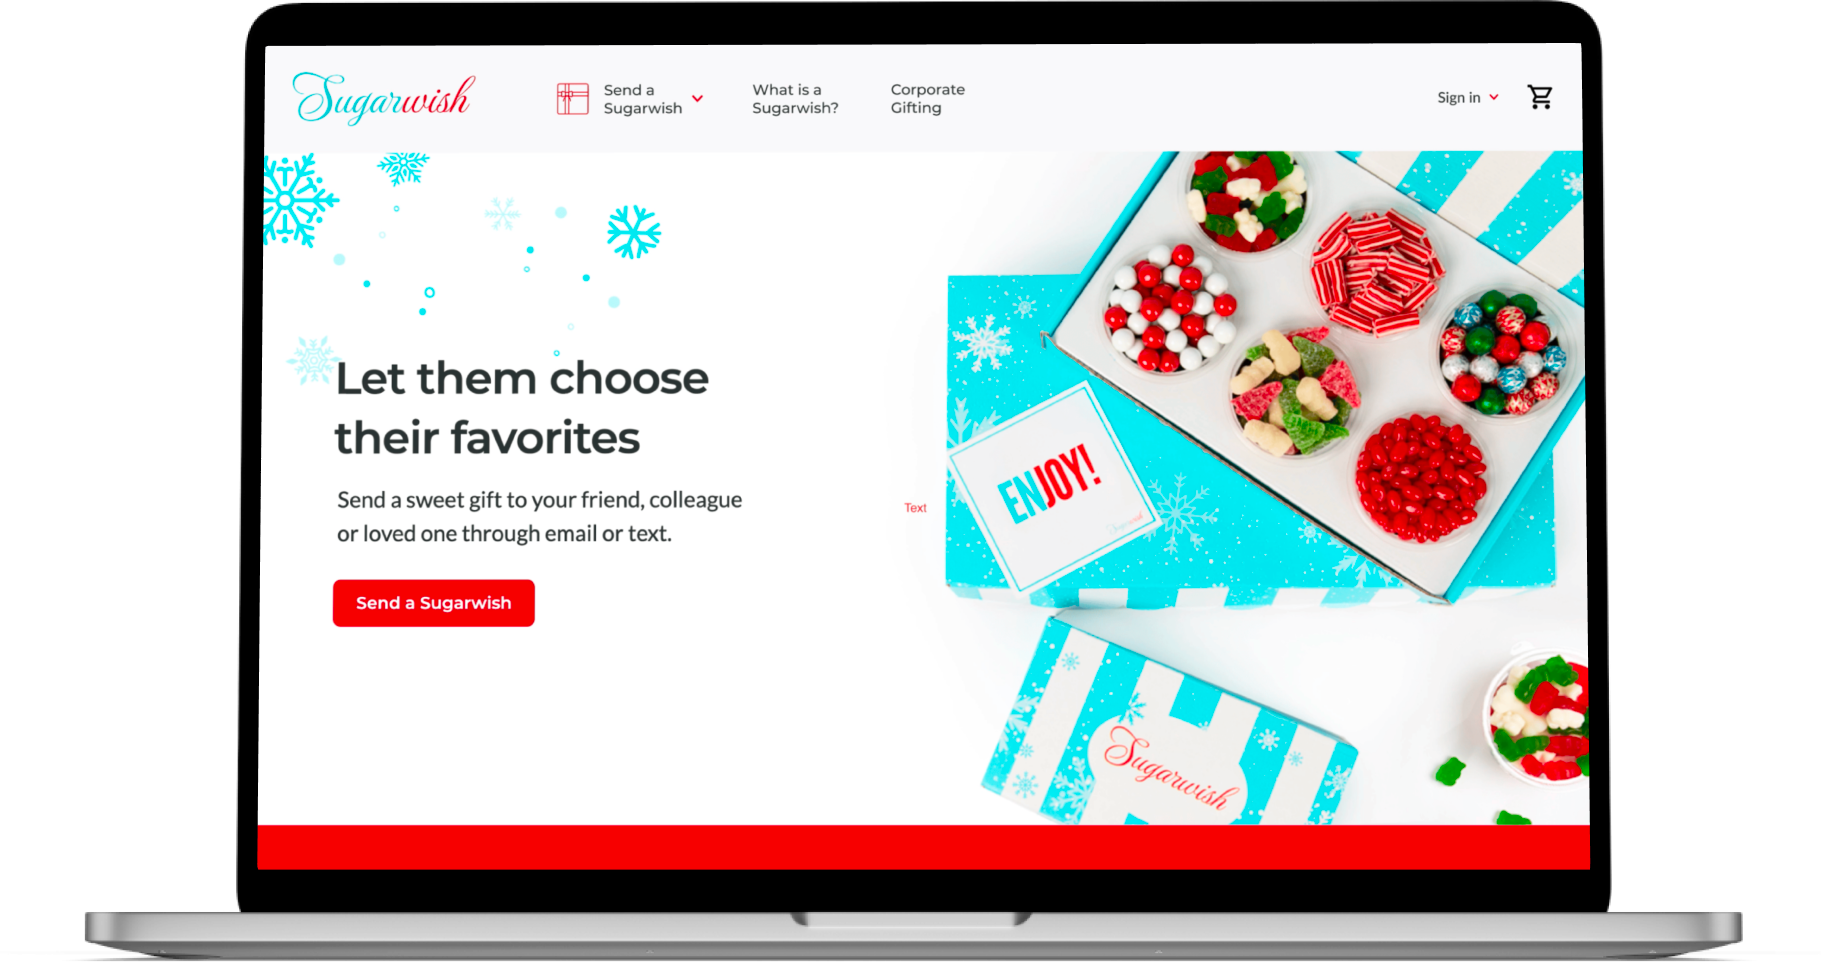 Sugarwish
Send a
Sugarwish
What is a
Sugarwish?
Corporate
Gifting
Sign in
Let them choose
their favorites
Send a sweet gift to your friend, colleague
or loved one through email or text.
Send a Sugarwish
Text
ENJOY!
Sugarwish
Sugarwish